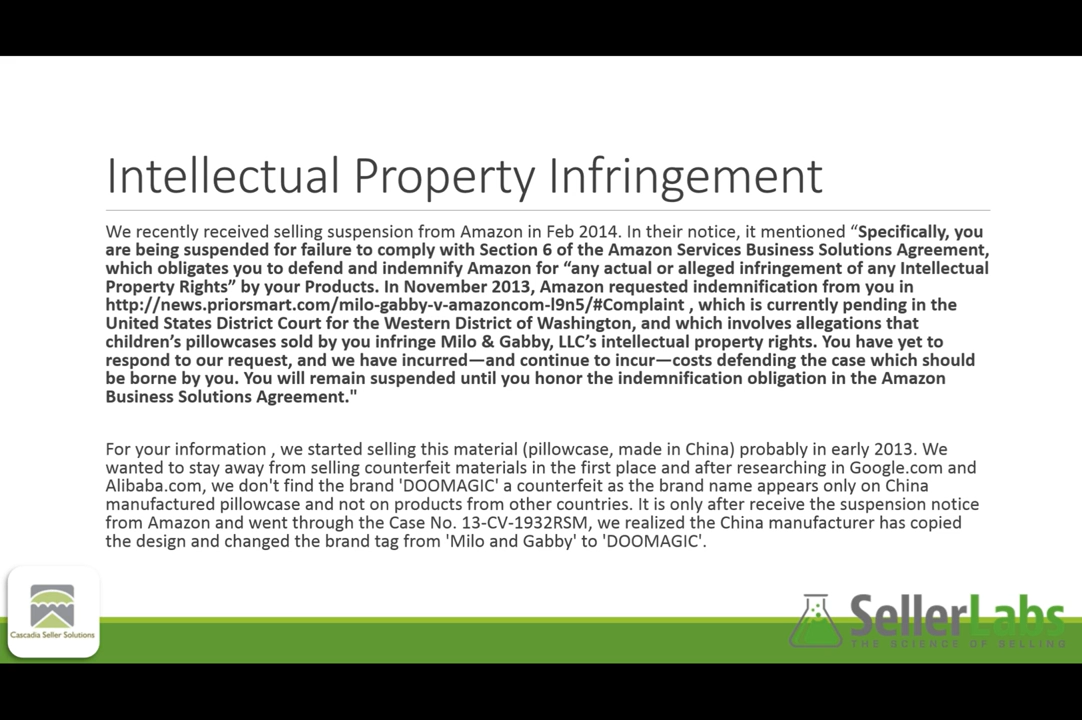 Intellectual Property Infringement
We recently received selling suspension from Amazon in Feb 2014. In their notice, it mentioned “Specifically, you
are being suspended for failure to comply with Section 6 of the Amazon Services Business Solutions Agreement,
which obligates you to defend and indemnify Amazon for “any actual or alleged infringement of any Intellectual
Property Rights” by your Products. In November 2013, Amazon requested indemnification from you in
http://news.priorsmart.com/milo-gabby-v-amazoncom-l9n5/#Complaint , which is currently pending in the
United States District Court for the Western District of Washington, and which involves allegations that
children’s pillowcases sold by you infringe Milo & Gabby, LLC’s intellectual property rights. You have yet to
respond to our request, and we have incurred—and continue to incur—costs defending the case which should
be borne by you. You will remain suspended until you honor the indemnification obligation in the Amazon
Business Solutions Agreement."
For your information , we started selling this material (pillowcase, made in China) probably in early 2013. We
wanted to stay away from selling counterfeit materials in the first place and after researching in Google.com and
Alibaba.com, we don't find the brand 'DOOMAGIC' a counterfeit as the brand name appears only on China
manufactured pillowcase and not on products from other countries. It is only after receive the suspension notice
from Amazon and went through the Case No. 13-CV-1932RSM, we realized the China manufacturer has copied
the design and changed the brand tag from 'Milo and Gabby' to 'DOOMAGIC'.
Cascadia Seller Solutions
SellerLabs
THE SCIENCE OF SELLING